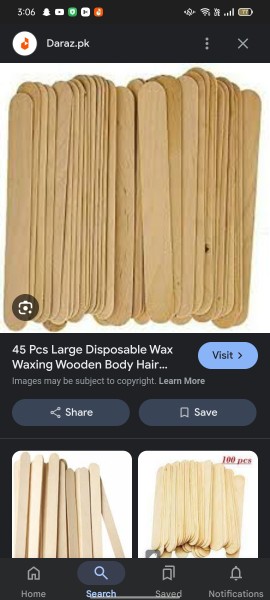 3:06
Daraz.pk
45 Pcs Large Disposable Wax
Waxing Wooden Body Hair...
Visit
Images may be subject to copyright. Learn More
Share
Save
100 pcs
Home
Search
Saved
Notifications